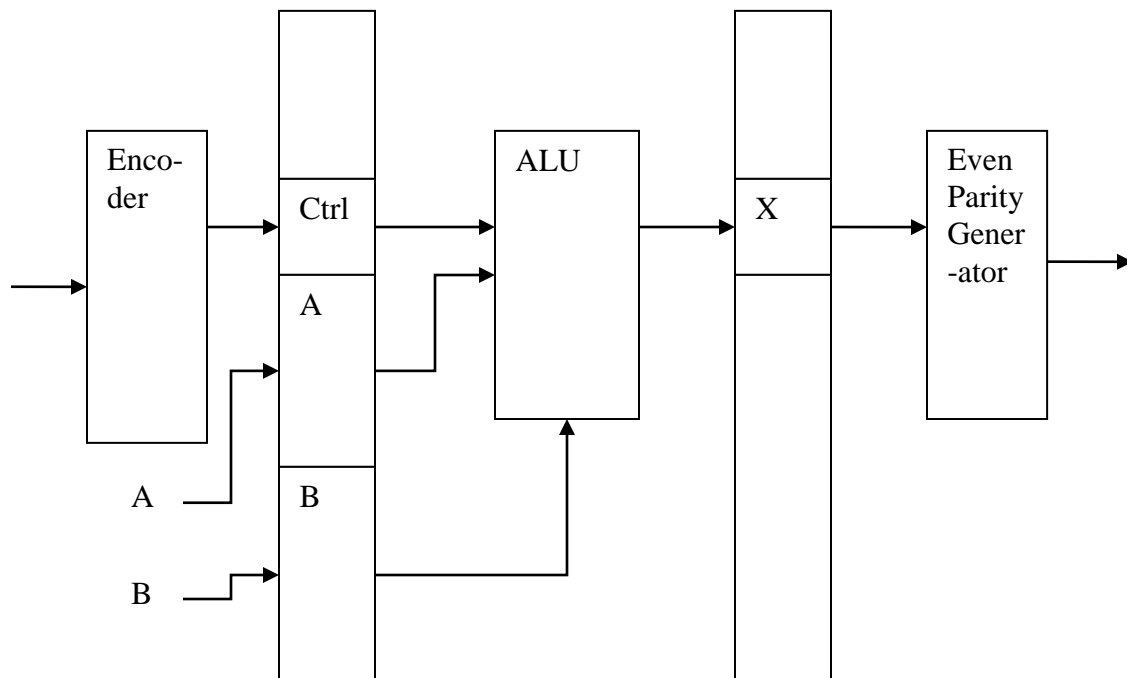 Enco-
der
Ctrl
A
B
A
B
ALU
X
Even
Parity
Gener
-ator